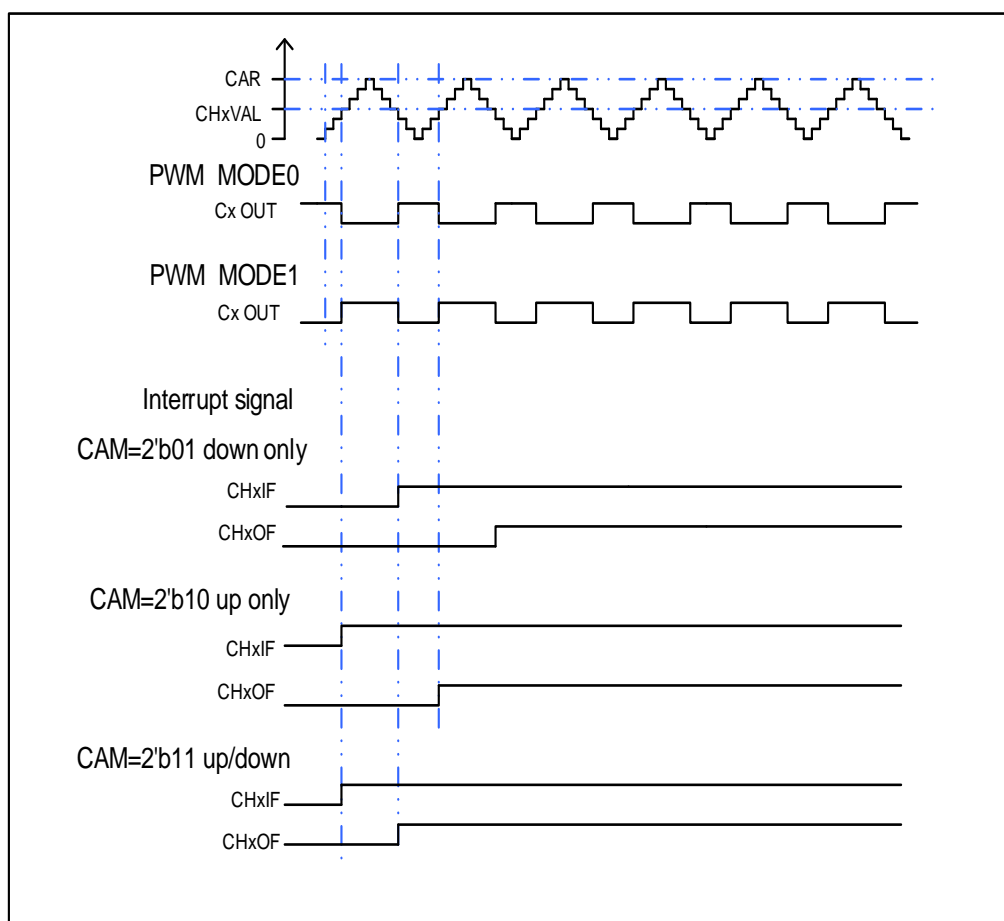 CAR
CHxVAL
0
PWM MODE0
Cx OUT
PWM MODE1
Cx OUT
Interrupt signal
CAM=2'b01 down only
CHxIF
CHxOF
CAM=2'b10 up only
CHxIF
CHxOF
CAM=2'b11 up/down
CHxIF
CHxOF